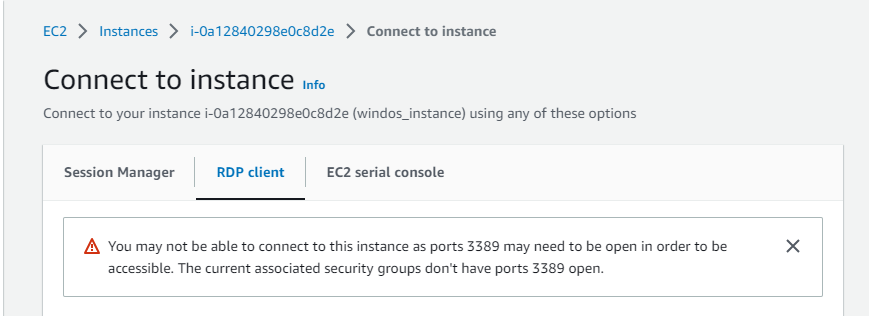 EC2 > Instances > i-0a12840298e0c8d2e > Connect to instance
Connect to instance Info
Connect to your instance i-0a12840298e0c8d2e (windos_instance) using any of these options
Session Manager RDP client EC2 serial console
You may not be able to connect to this instance as ports 3389 may need to be open in order to be
accessible. The current associated security groups don't have ports 3389 open.